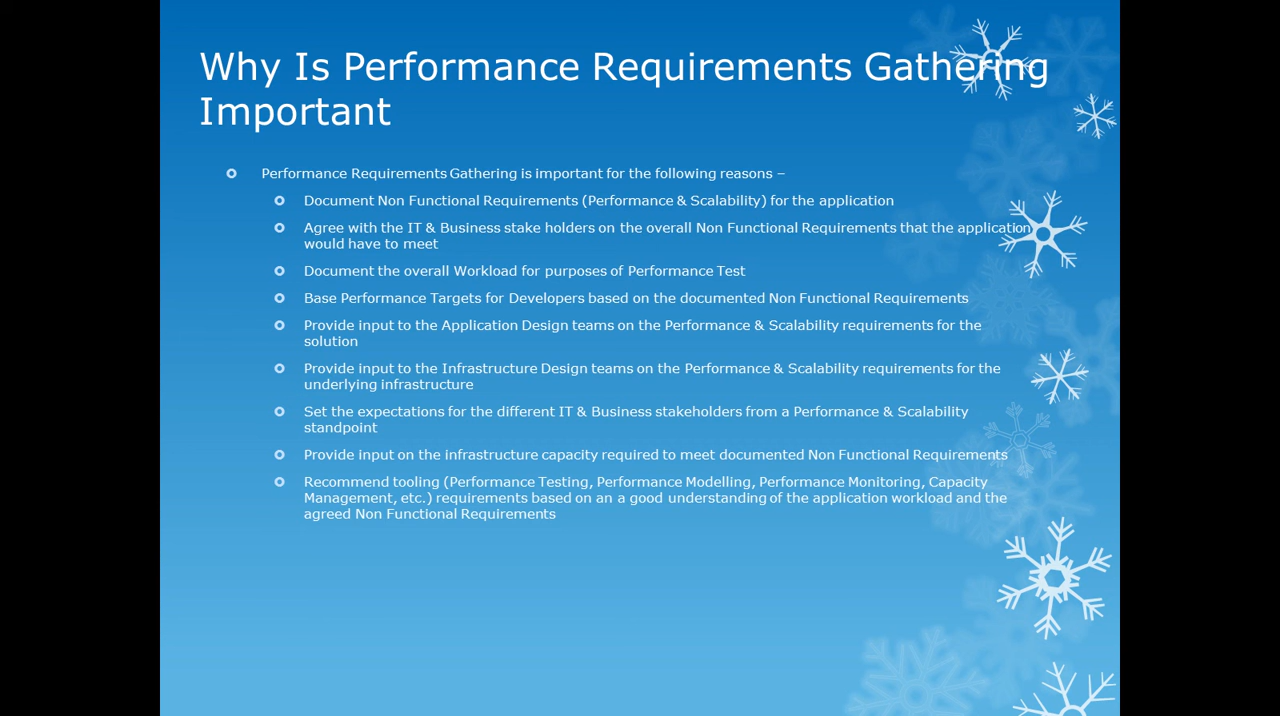 Why Is Performance Requirements Gathering
Important
Performance Requirements Gathering is important for the following reasons –
Document Non Functional Requirements (Performance & Scalability) for the application
Agree with the IT & Business stake holders on the overall Non Functional Requirements that the application
would have to meet
Document the overall Workload for purposes of Performance Test
Base Performance Targets for Developers based on the documented Non Functional Requirements
Provide input to the Application Design teams on the Performance & Scalability requirements for the
solution
Provide input to the Infrastructure Design teams on the Performance & Scalability requirements for the
underlying infrastructure
Set the expectations for the different IT & Business stakeholders from a Performance & Scalability
standpoint
Provide input on the infrastructure capacity required to meet documented Non Functional Requirements
Recommend tooling (Performance Testing, Performance Modelling, Performance Monitoring, Capacity
Management, etc.) requirements based on an a good understanding of the application workload and the
agreed Non Functional Requirements